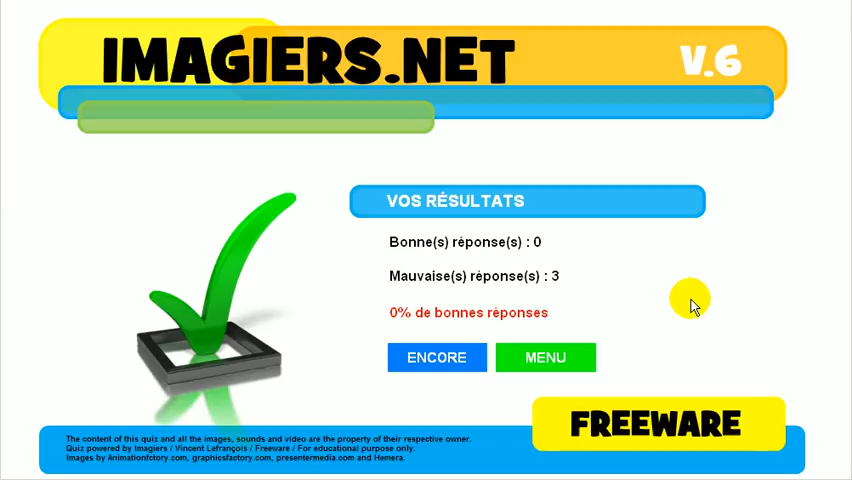 IMAGIERS.NET
V.6
VOS RÉSULTATS
Bonne(s) réponse(s) : 0
Mauvaise(s) réponse(s) : 3
0% de bonnes réponses
ENCORE
MENU
FREEWARE
The content of this quiz and all the images, sounds and video are the property of their respective owner.
Quiz powered by Imagiers / Vincent Lefrançois / Freeware / For educational purpose only.
Images by Animationfctory.com, graphicsfactory.com, presentermedia.com and Hemera.